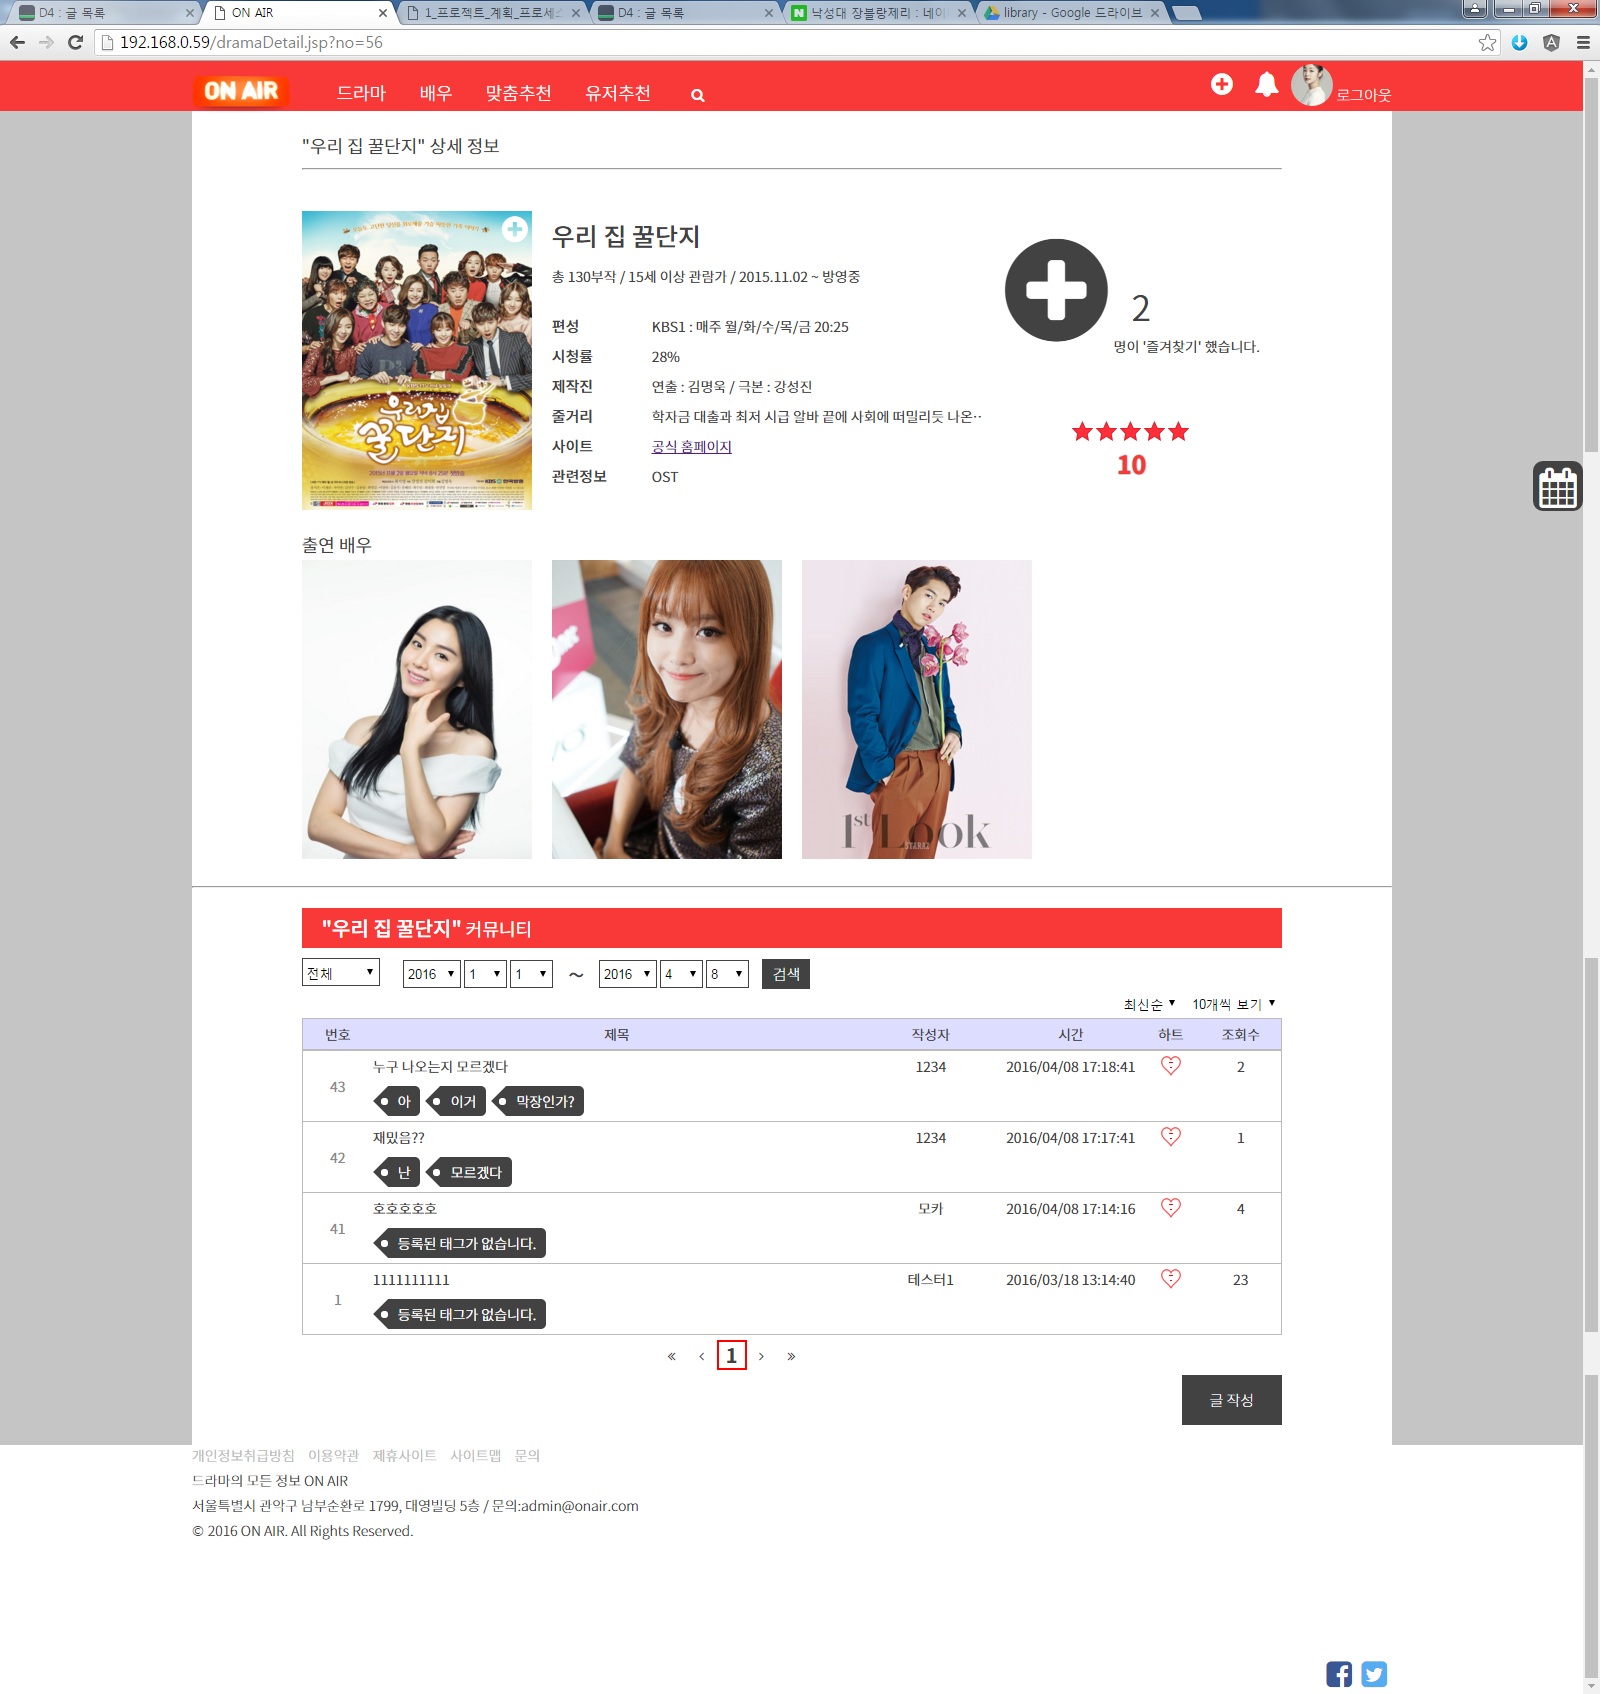 D4 : 글 목록
ON AIR
1_프로젝트_계획_프로세스
D4 : 글 목록
낙성대 장블랑제리 : 네이
library - Google 드라이브
192.168.0.59/dramaDetail.jsp?no=56
ON AIR
드라마 배우 맞춤추천 유저추천
로그아웃
"우리 집 꿀단지" 상세 정보
우리집
꿀단지
우리 집 꿀단지
총 130부작 / 15세 이상 관람가 / 2015.11.02 ~ 방영중
편성 KBS1 : 매주 월/화/수/목/금 20:25
시청률 28%
제작진 연출 : 김명욱 / 극본 : 강성진
줄거리 학자금 대출과 최저 시급 알바 끝에 사회에 떠밀리듯 나온··
사이트 공식 홈페이지
관련정보 OST
2
명이 '즐겨찾기' 했습니다.
10
출연 배우
1st Look
"우리 집 꿀단지" 커뮤니티
전체 2016 1 1 ~ 2016 4 8 검색
최신순 10개씩 보기
번호 제목 작성자 시간 하트 조회수
43 누구 나오는지 모르겠다 1234 2016/04/08 17:18:41 2
아 이거 막장인가?
42 재밌음?? 1234 2016/04/08 17:17:41 1
난 모르겠다
41 호호호호호 모카 2016/04/08 17:14:16 4
등록된 태그가 없습니다.
1 1111111111 테스터1 2016/03/18 13:14:40 23
등록된 태그가 없습니다.
« ‹ 1 › »
글 작성
개인정보취급방침 이용약관 제휴사이트 사이트맵 문의
드라마의 모든 정보 ON AIR
서울특별시 관악구 남부순환로 1799, 대영빌딩 5층 / 문의:admin@onair.com
© 2016 ON AIR. All Rights Reserved.